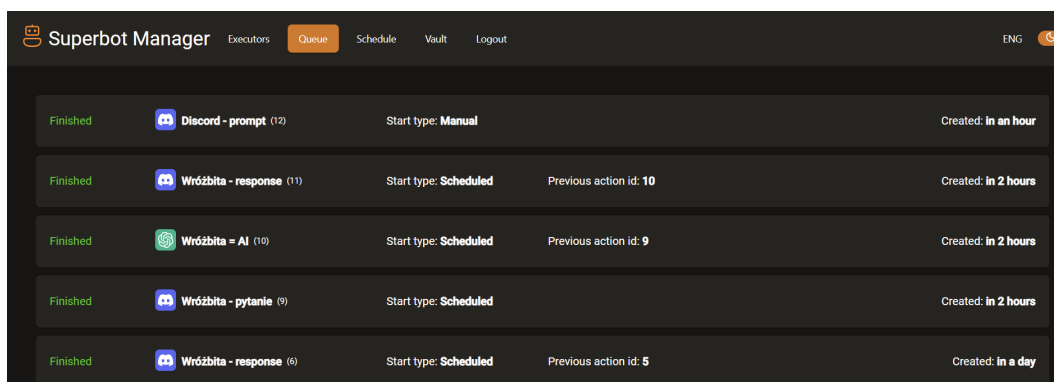 Superbot Manager Executors Queue Schedule Vault Logout ENG
Finished Discord - prompt (12) Start type: Manual Created: in an hour
Finished Wróżbita - response (11) Start type: Scheduled Previous action id: 10 Created: in 2 hours
Finished Wróżbita = AI (10) Start type: Scheduled Previous action id: 9 Created: in 2 hours
Finished Wróżbita - pytanie (9) Start type: Scheduled Created: in 2 hours
Finished Wróżbita - response (6) Start type: Scheduled Previous action id: 5 Created: in a day